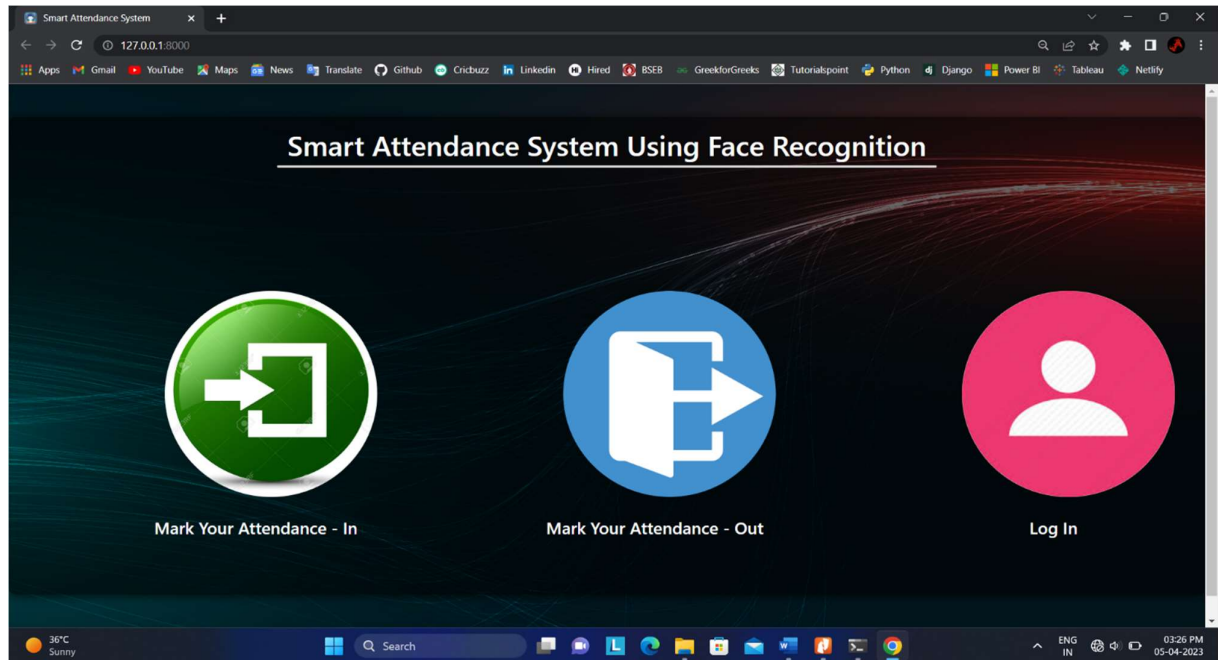 Smart Attendance System
127.0.0.1:8000
Apps Gmail YouTube Maps News Translate Github Cricbuzz Linkedin Hired BSEB GreekforGreeks Tutorialspoint Python Django Power BI Tableau Netlify
Smart Attendance System Using Face Recognition
Mark Your Attendance - In Mark Your Attendance - Out Log In
36°C
Sunny
Search
ENG
IN
03:26 PM
05-04-2023